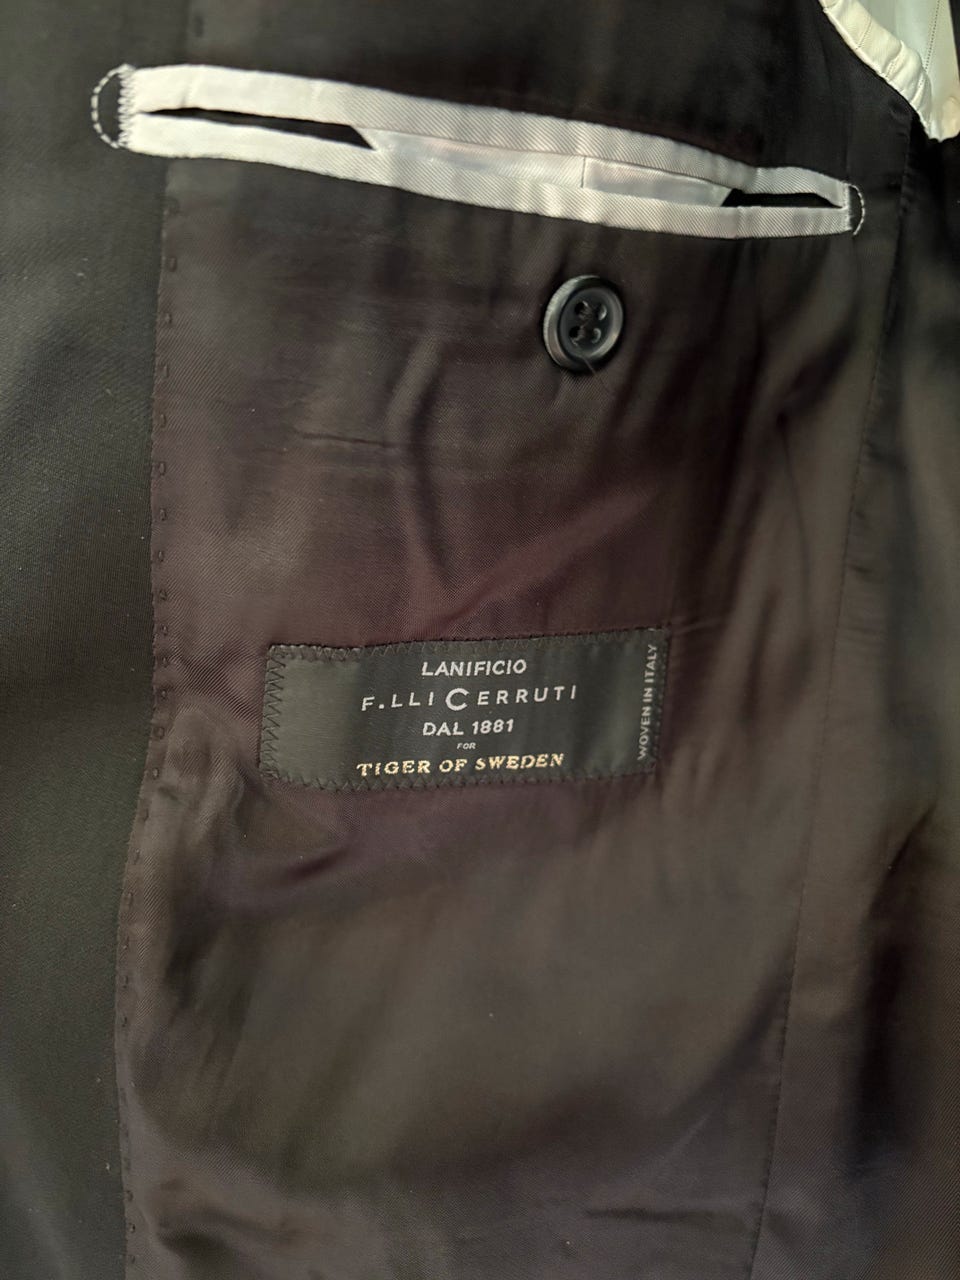 LANIFICIO
F.LLI CERRUTI
DAL 1881
FOR
TIGER OF SWEDEN
WOVEN IN ITALY